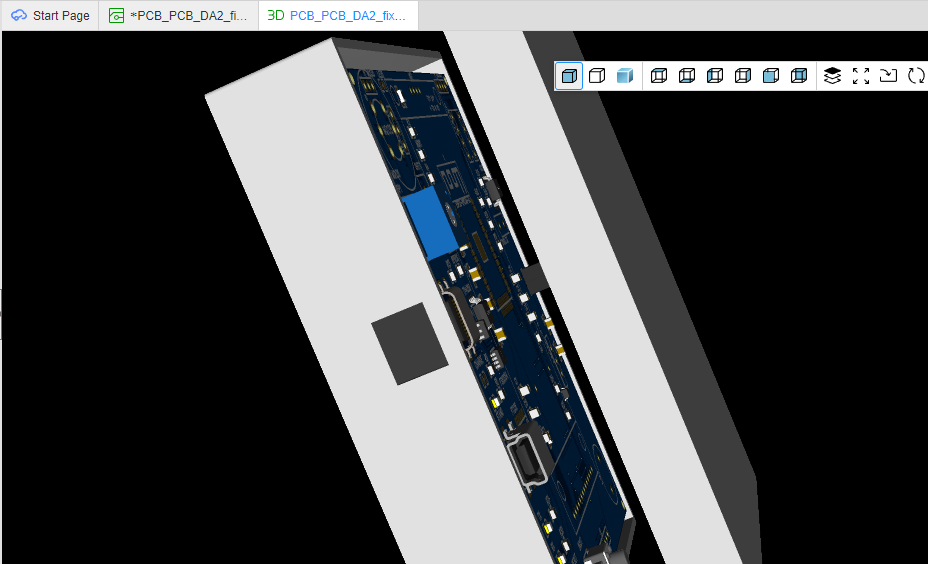 Start Page
*PCB_PCB_DA2_fi...
3D PCB_PCB_DA2_fix...